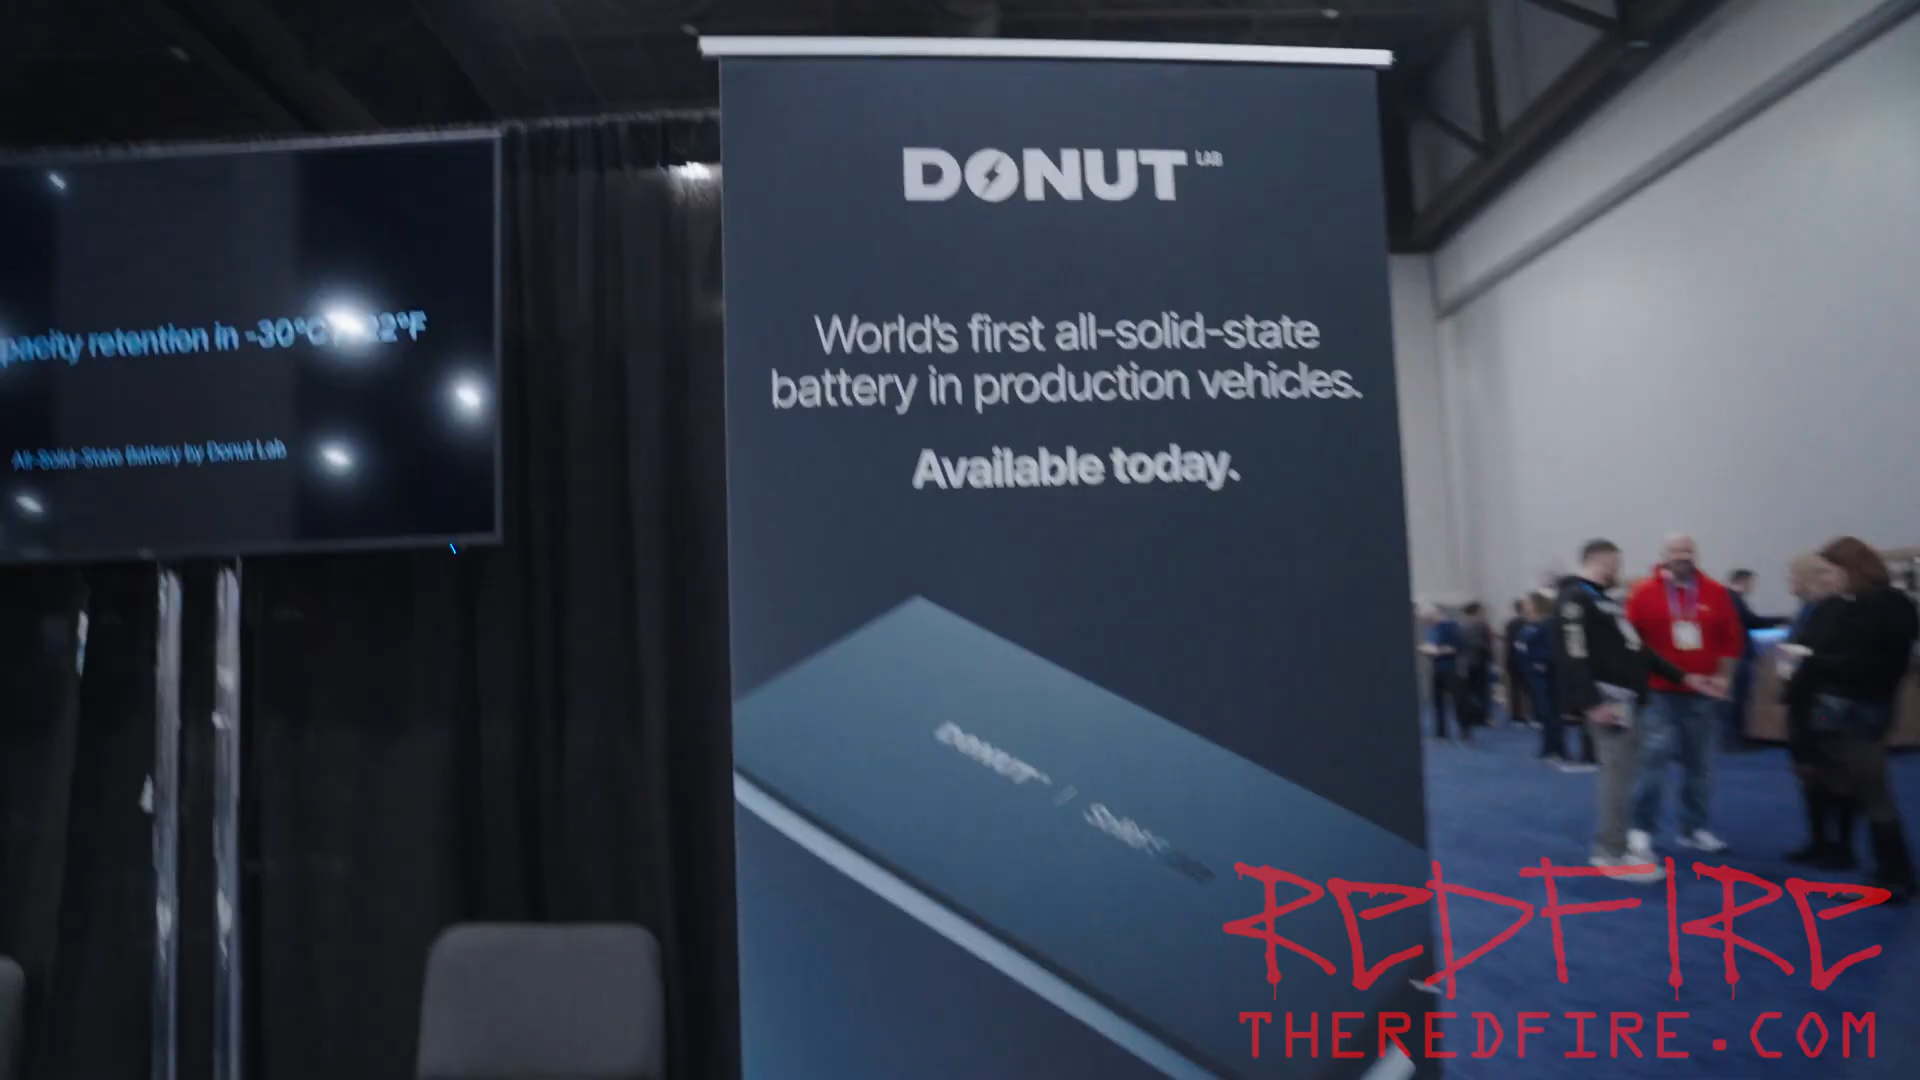 DONUT LAB
World's first all-solid-state
battery in production vehicles.
Available today.
retention in -30°C
All-Solid-State Battery by Donut Lab
DONUT
REDFIRE
THEREDFIRE.COM